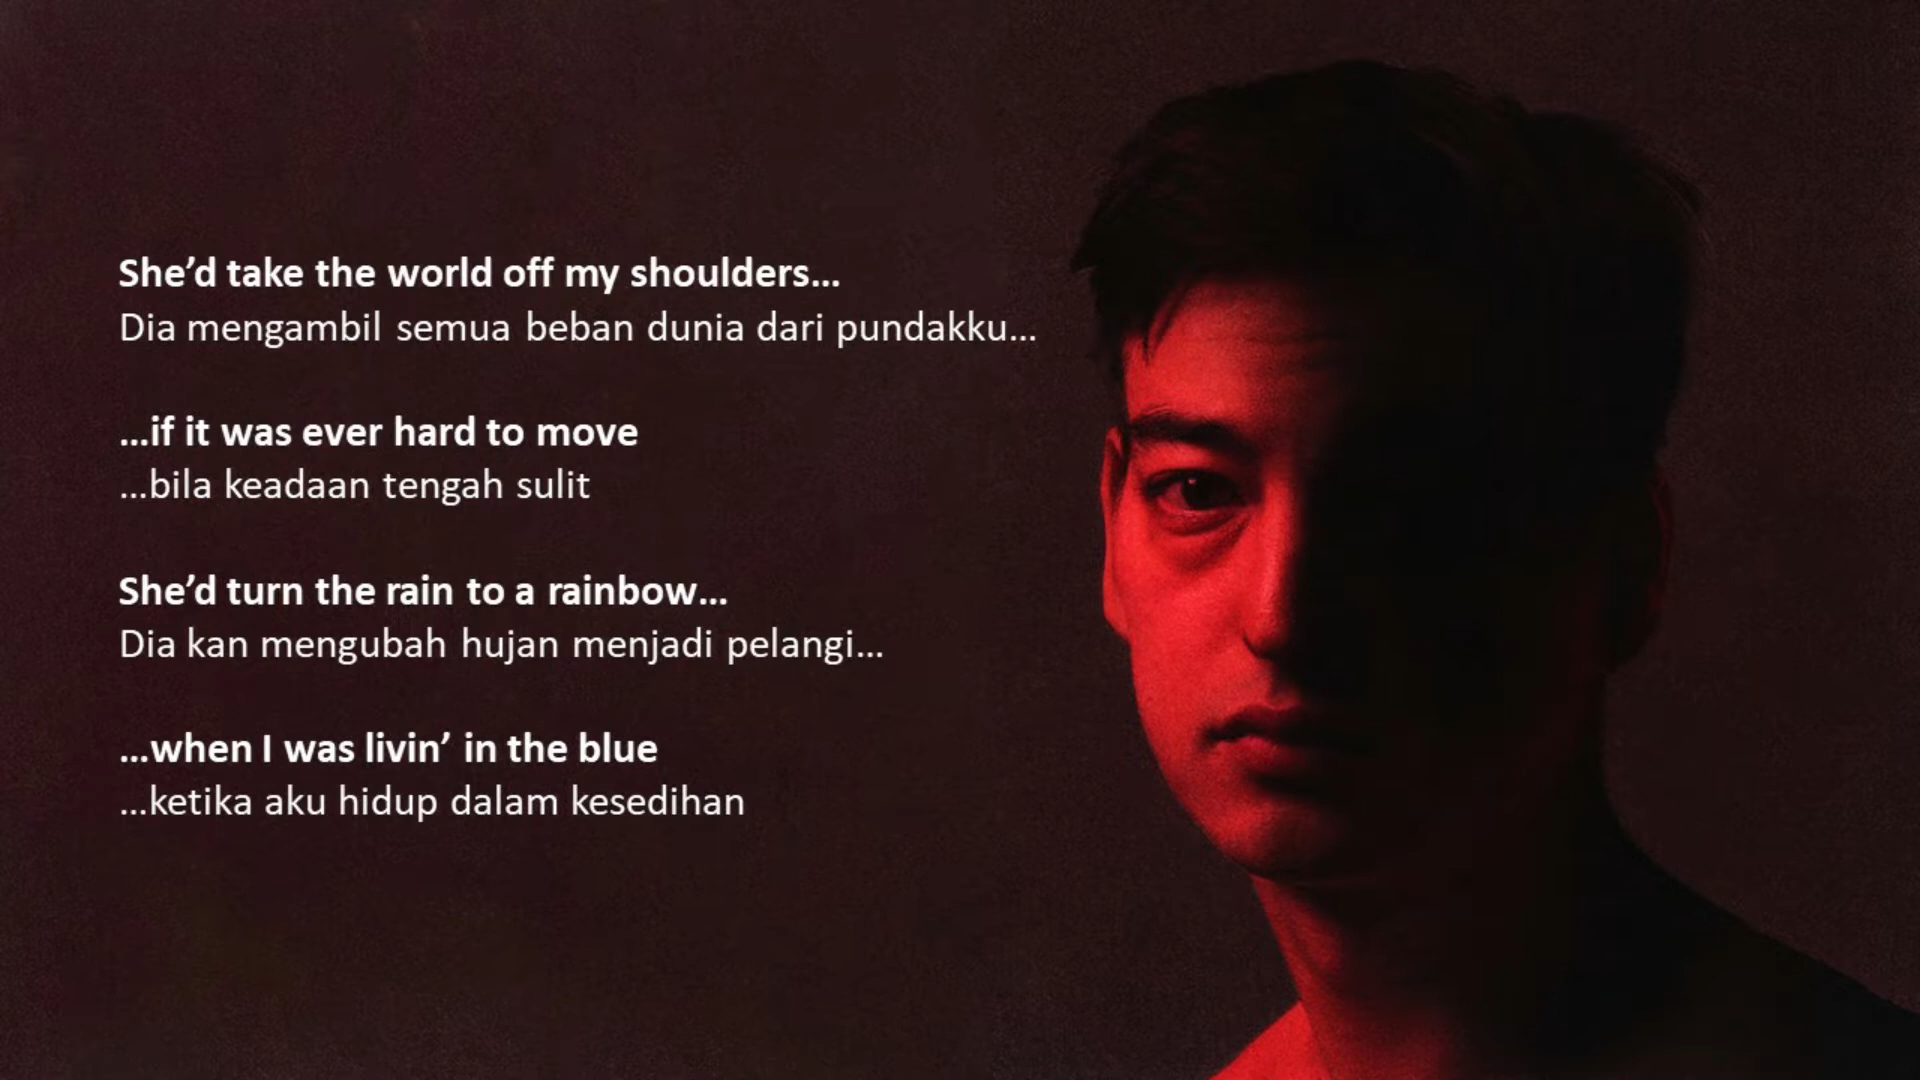 She’d take the world off my shoulders...
Dia mengambil semua beban dunia dari pundakku...
...if it was ever hard to move
...bila keadaan tengah sulit
She’d turn the rain to a rainbow...
Dia kan mengubah hujan menjadi pelangi...
...when I was livin’ in the blue
...ketika aku hidup dalam kesedihan